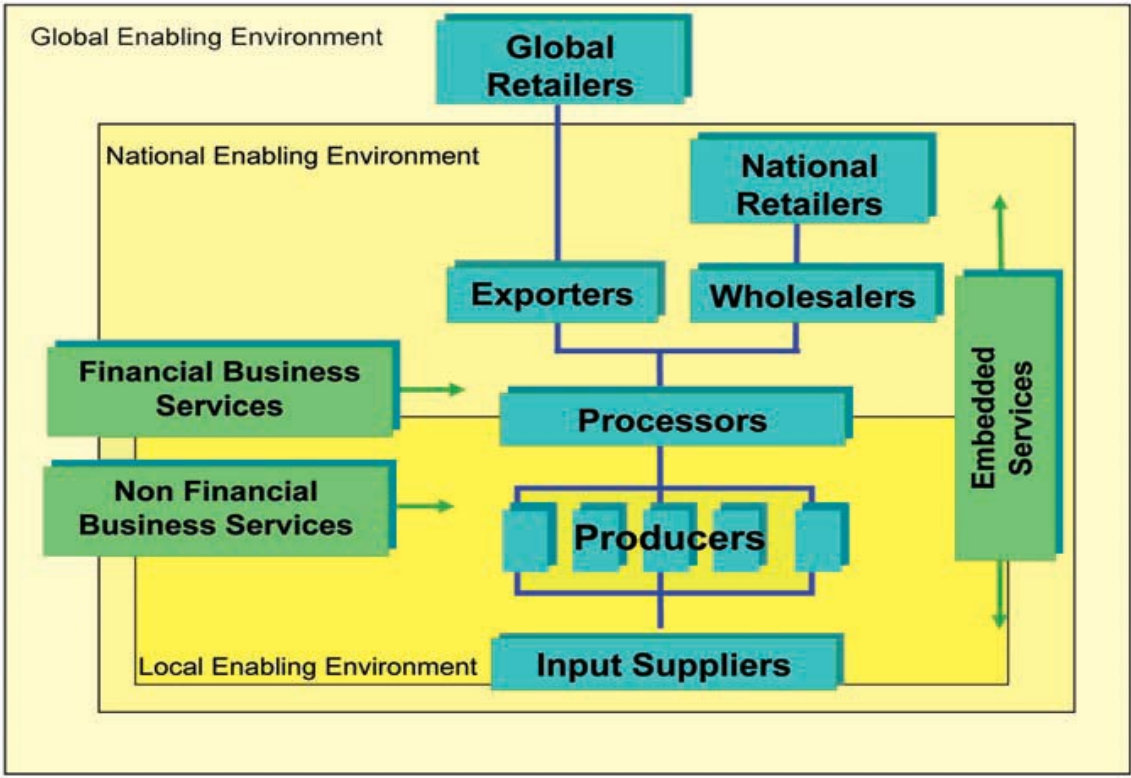 Global Enabling Environment
Global
Retailers
National Enabling Environment
National
Retailers
Exporters
Wholesalers
Financial Business
Services
Processors
Embedded
Services
Non Financial
Business Services
Producers
Local Enabling Environment
Input Suppliers